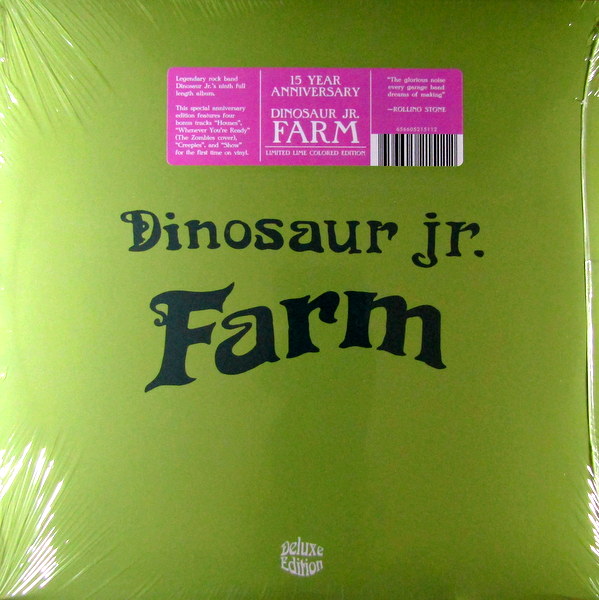 Legendary rock band
Dinosaur Jr.'s ninth full
length album.
This special anniversary
edition features four
bonus tracks "Houses",
"Whenever You're Ready"
(The Zombies cover),
"Creepies", and "Show"
for the first time on vinyl.
15 YEAR
ANNIVERSARY
DINOSAUR JR.
FARM
LIMITED LIME COLORED EDITION
"The glorious noise
every garage band
dreams of making"
—ROLLING STONE
Dinosaur jr.
Farm
Deluxe
Edition